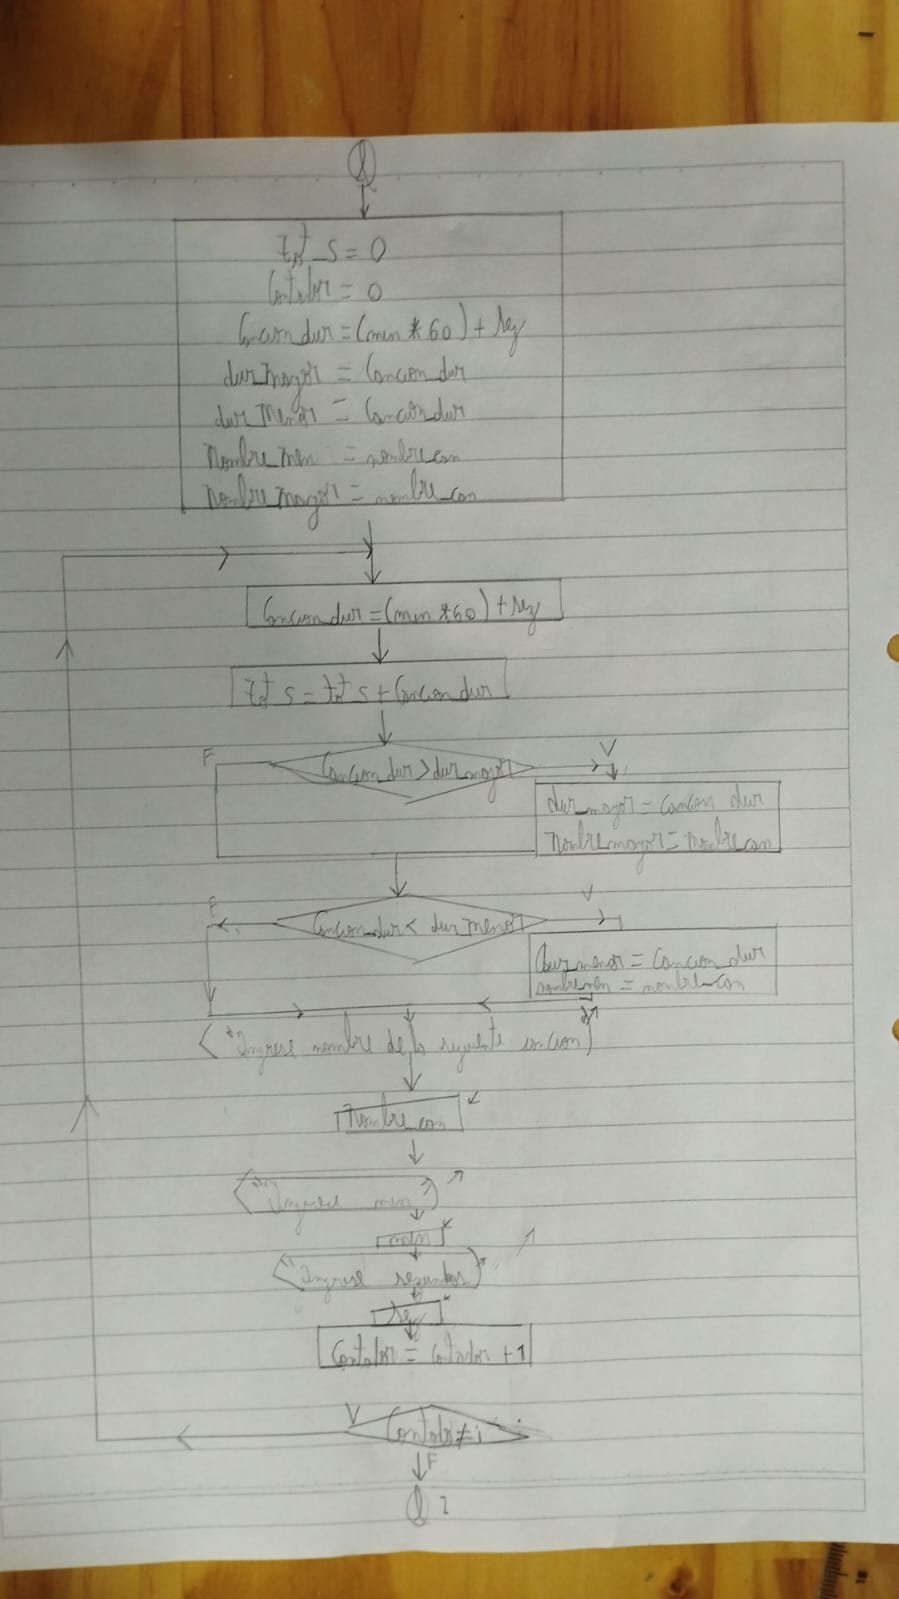 1
tot_s = 0
Contador = 0
Cancion_dur = (min * 60) + seg
dur_mayor = Cancion_dur
dur_menor = Cancion_dur
Nombre_men = nombre_can
Nombre_mayor = nombre_can
Cancion_dur = (min * 60) + seg
tot_s = tot_s + Cancion_dur
F Cancion_dur > dur_mayor V
dur_mayor = Cancion_dur
Nombre_mayor = Nombre_can
F Cancion_dur < dur_menor V
dur_menor = Cancion_dur
nombre_men = nombre_can
"Ingrese nombre de la siguiente cancion"
Nombre_can
"Ingrese min"
min
"Ingrese segundos"
seg
Contador = contador + 1
V Contador ≠ i
F
2